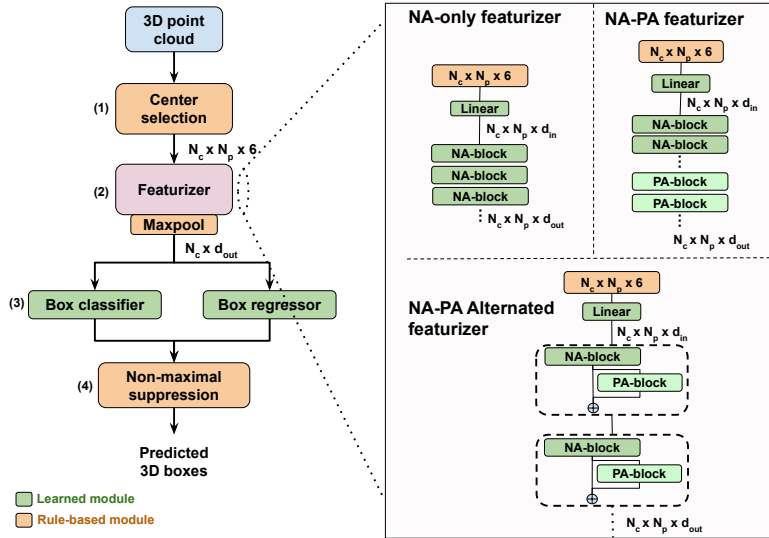 3D point
cloud
(1)
Center
selection
N_c x N_p x 6
(2)
Featurizer
Maxpool
N_c x d_out
(3)
Box classifier
Box regressor
(4)
Non-maximal
suppression
Predicted
3D boxes
Learned module
Rule-based module
NA-only featurizer
N_c x N_p x 6
Linear
N_c x N_p x d_in
NA-block
NA-block
NA-block
N_c x N_p x d_out
NA-PA featurizer
N_c x N_p x 6
Linear
N_c x N_p x d_in
NA-block
NA-block
PA-block
PA-block
N_c x N_p x d_out
NA-PA Alternated
featurizer
N_c x N_p x 6
Linear
N_c x N_p x d_in
NA-block
PA-block
NA-block
PA-block
N_c x N_p x d_out